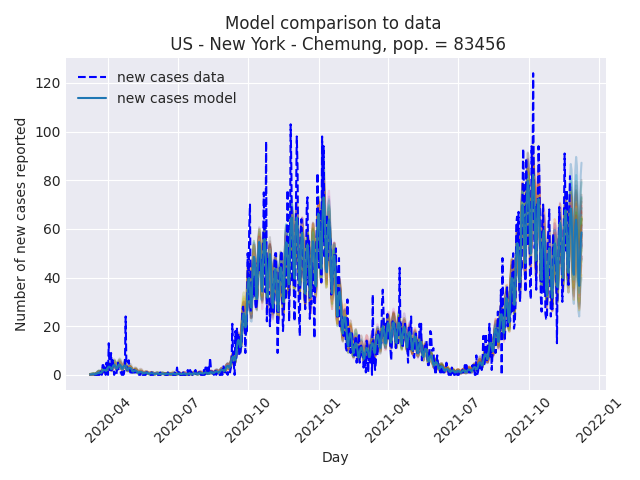 Model comparison to data
US - New York - Chemung, pop. = 83456
new cases data
new cases model
Number of new cases reported
120
100
80
60
40
20
0
2020-04
2020-07
2020-10
2021-01
2021-04
2021-07
2021-10
2022-01
Day